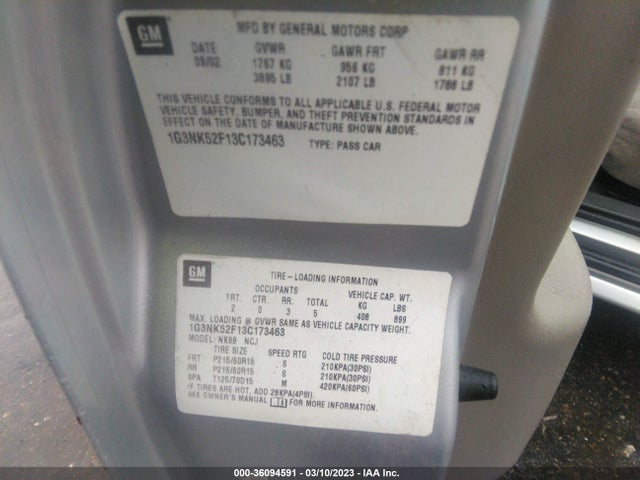 GM
MFD BY GENERAL MOTORS CORP
DATE GVWR GAWR FRT GAWR RR
09/02 1767 KG 956 KG 811 KG
3895 LB 2107 LB 1788 LB
THIS VEHICLE CONFORMS TO ALL APPLICABLE U.S. FEDERAL MOTOR
VEHICLE SAFETY, BUMPER, AND THEFT PREVENTION STANDARDS IN
EFFECT ON THE DATE OF MANUFACTURE SHOWN ABOVE.
1G3NK52F13C173463 TYPE: PASS CAR
GM
TIRE-LOADING INFORMATION
OCCUPANTS VEHICLE CAP. WT.
FRT. CTR. RR. TOTAL KG LBS
2 0 3 5 408 899
MAX. LOADING @ GVWR SAME AS VEHICLE CAPACITY WEIGHT.
1G3NK52F13C173463
MODEL: NK69 NCJ
TIRE SIZE SPEED RTG COLD TIRE PRESSURE
FRT P215/60R15 S 210KPA(30PSI)
RR P215/60R15 S 210KPA(30PSI)
SPA T125/70D15 M 420KPA(60PSI)
IF TIRES ARE HOT, ADD 28KPA(4PSI)
SEE OWNER'S MANUAL FOR MORE INFORMATION.
000-36094591 — 03/10/2023 — IAA Inc.